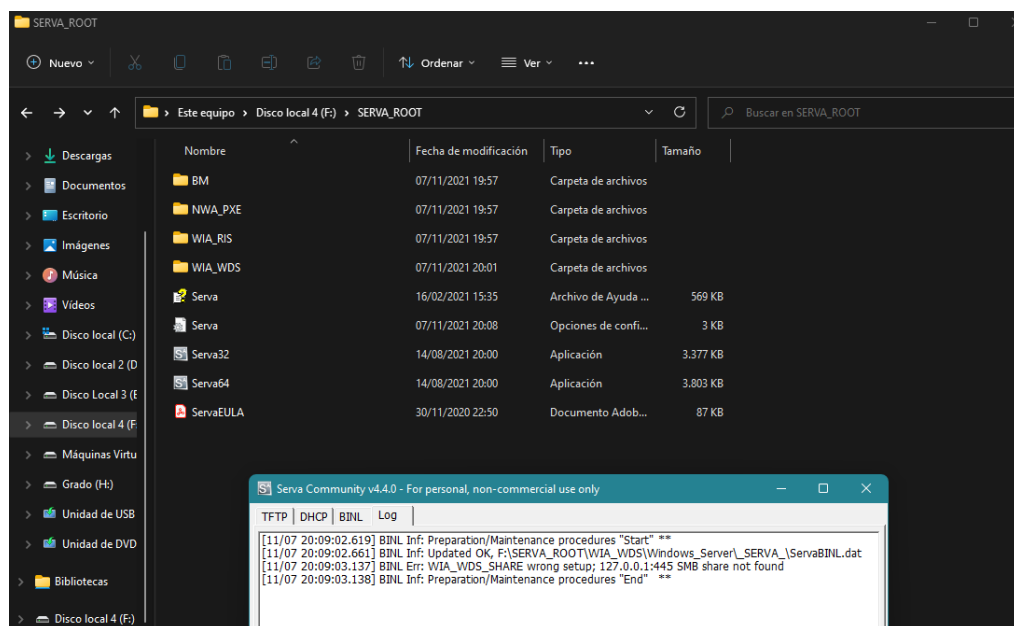 SERVA_ROOT
Nuevo Ordenar Ver ...
Este equipo > Disco local 4 (F:) > SERVA_ROOT Buscar en SERVA_ROOT
Descargas
Documentos
Escritorio
Imágenes
Música
Vídeos
Disco local (C:)
Disco local 2 (D
Disco Local 3 (E
Disco local 4 (F
Máquinas Virtu
Grado (H:)
Unidad de USB
Unidad de DVD
Bibliotecas
Disco local 4 (F:)
Nombre Fecha de modificación Tipo Tamaño
BM 07/11/2021 19:57 Carpeta de archivos
NWA_PXE 07/11/2021 19:57 Carpeta de archivos
WIA_RIS 07/11/2021 19:57 Carpeta de archivos
WIA_WDS 07/11/2021 20:01 Carpeta de archivos
Serva 16/02/2021 15:35 Archivo de Ayuda ... 569 KB
Serva 07/11/2021 20:08 Opciones de confi... 3 KB
Serva32 14/08/2021 20:00 Aplicación 3.377 KB
Serva64 14/08/2021 20:00 Aplicación 3.803 KB
ServaEULA 30/11/2020 22:50 Documento Adob... 87 KB
Serva Community v4.4.0 - For personal, non-commercial use only
TFTP DHCP BINL Log
[11/07 20:09:02.619] BINL Inf: Preparation/Maintenance procedures "Start" **
[11/07 20:09:02.661] BINL Inf: Updated OK, F:\SERVA_ROOT\WIA_WDS\Windows_Server\_SERVA_\ServaBINL.dat
[11/07 20:09:03.137] BINL Err: WIA_WDS_SHARE wrong setup; 127.0.0.1:445 SMB share not found
[11/07 20:09:03.138] BINL Inf: Preparation/Maintenance procedures "End" **